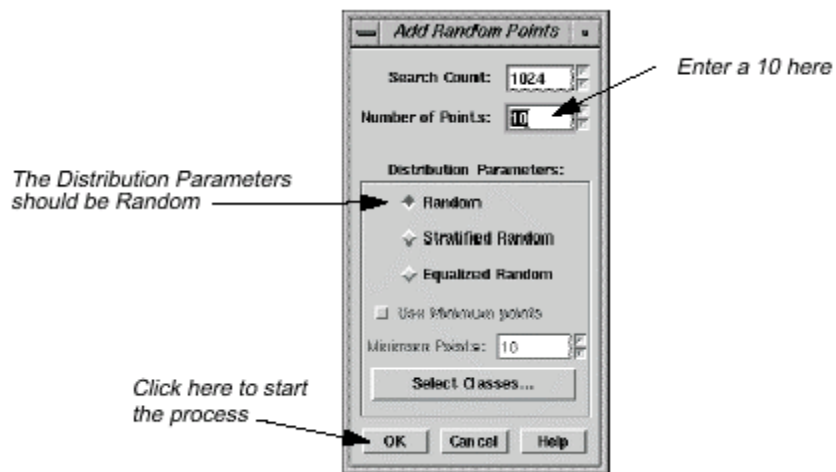 Add Random Points
Search Count: 1024
Enter a 10 here
Number of Points: 10
Distribution Parameters:
The Distribution Parameters
should be Random
Random
Stratified Random
Equalized Random
Use Minimum points
Minimum Points: 10
Select Classes...
Click here to start
the process
OK Cancel Help